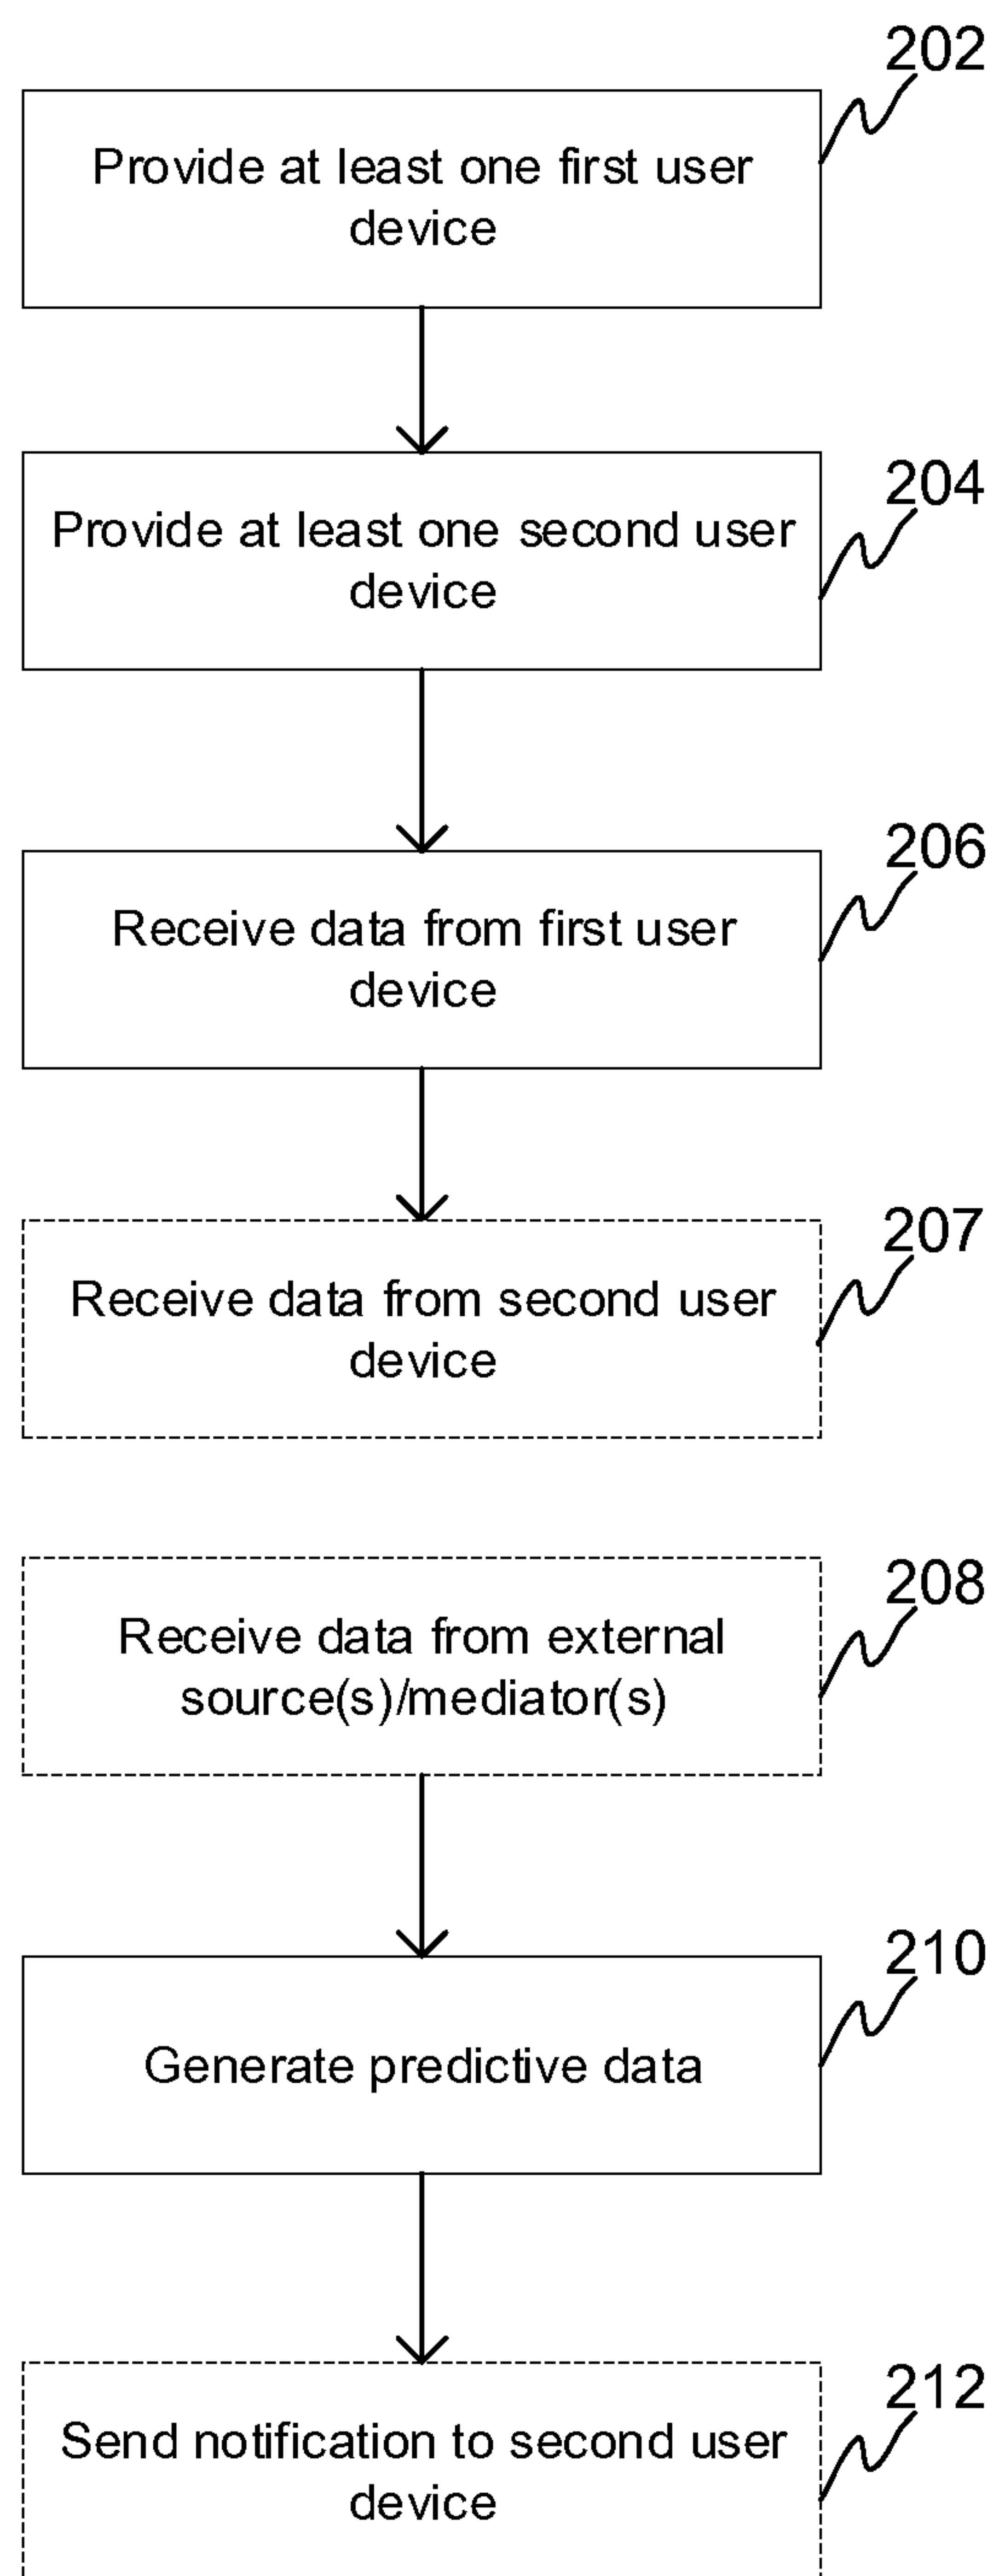 202
Provide at least one first user
device
204
Provide at least one second user
device
206
Receive data from first user
device
207
Receive data from second user
device
208
Receive data from external
source(s)/mediator(s)
210
Generate predictive data
212
Send notification to second user
device